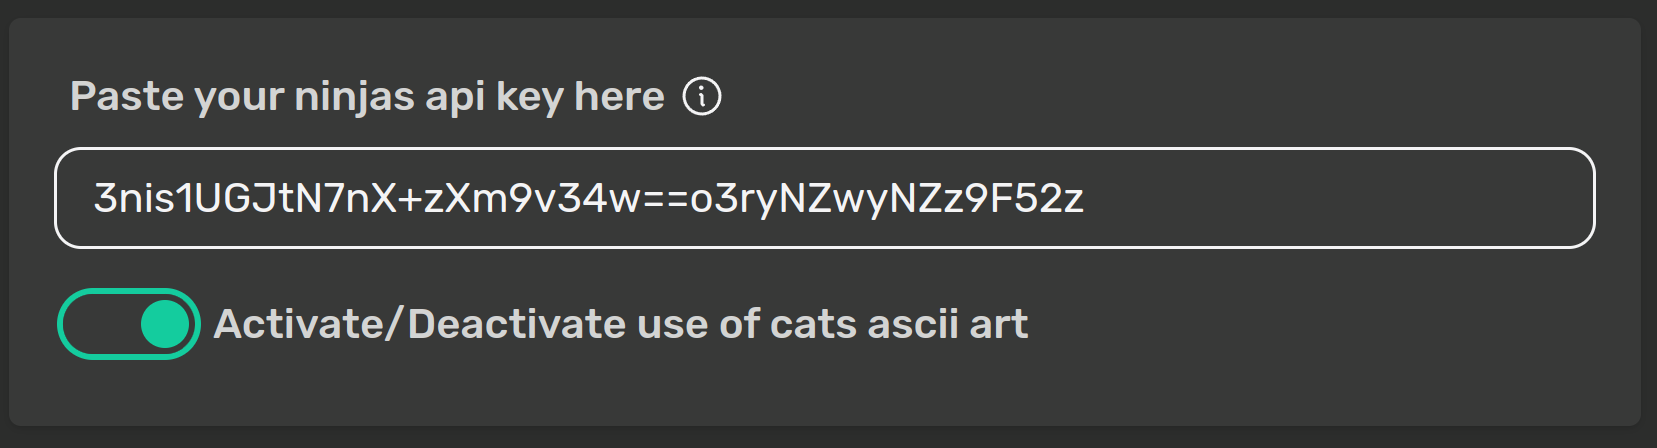 Paste your ninjas api key here
3nis1UGJtN7nX+zXm9v34w==o3ryNZwyNZz9F52z
Activate/Deactivate use of cats ascii art